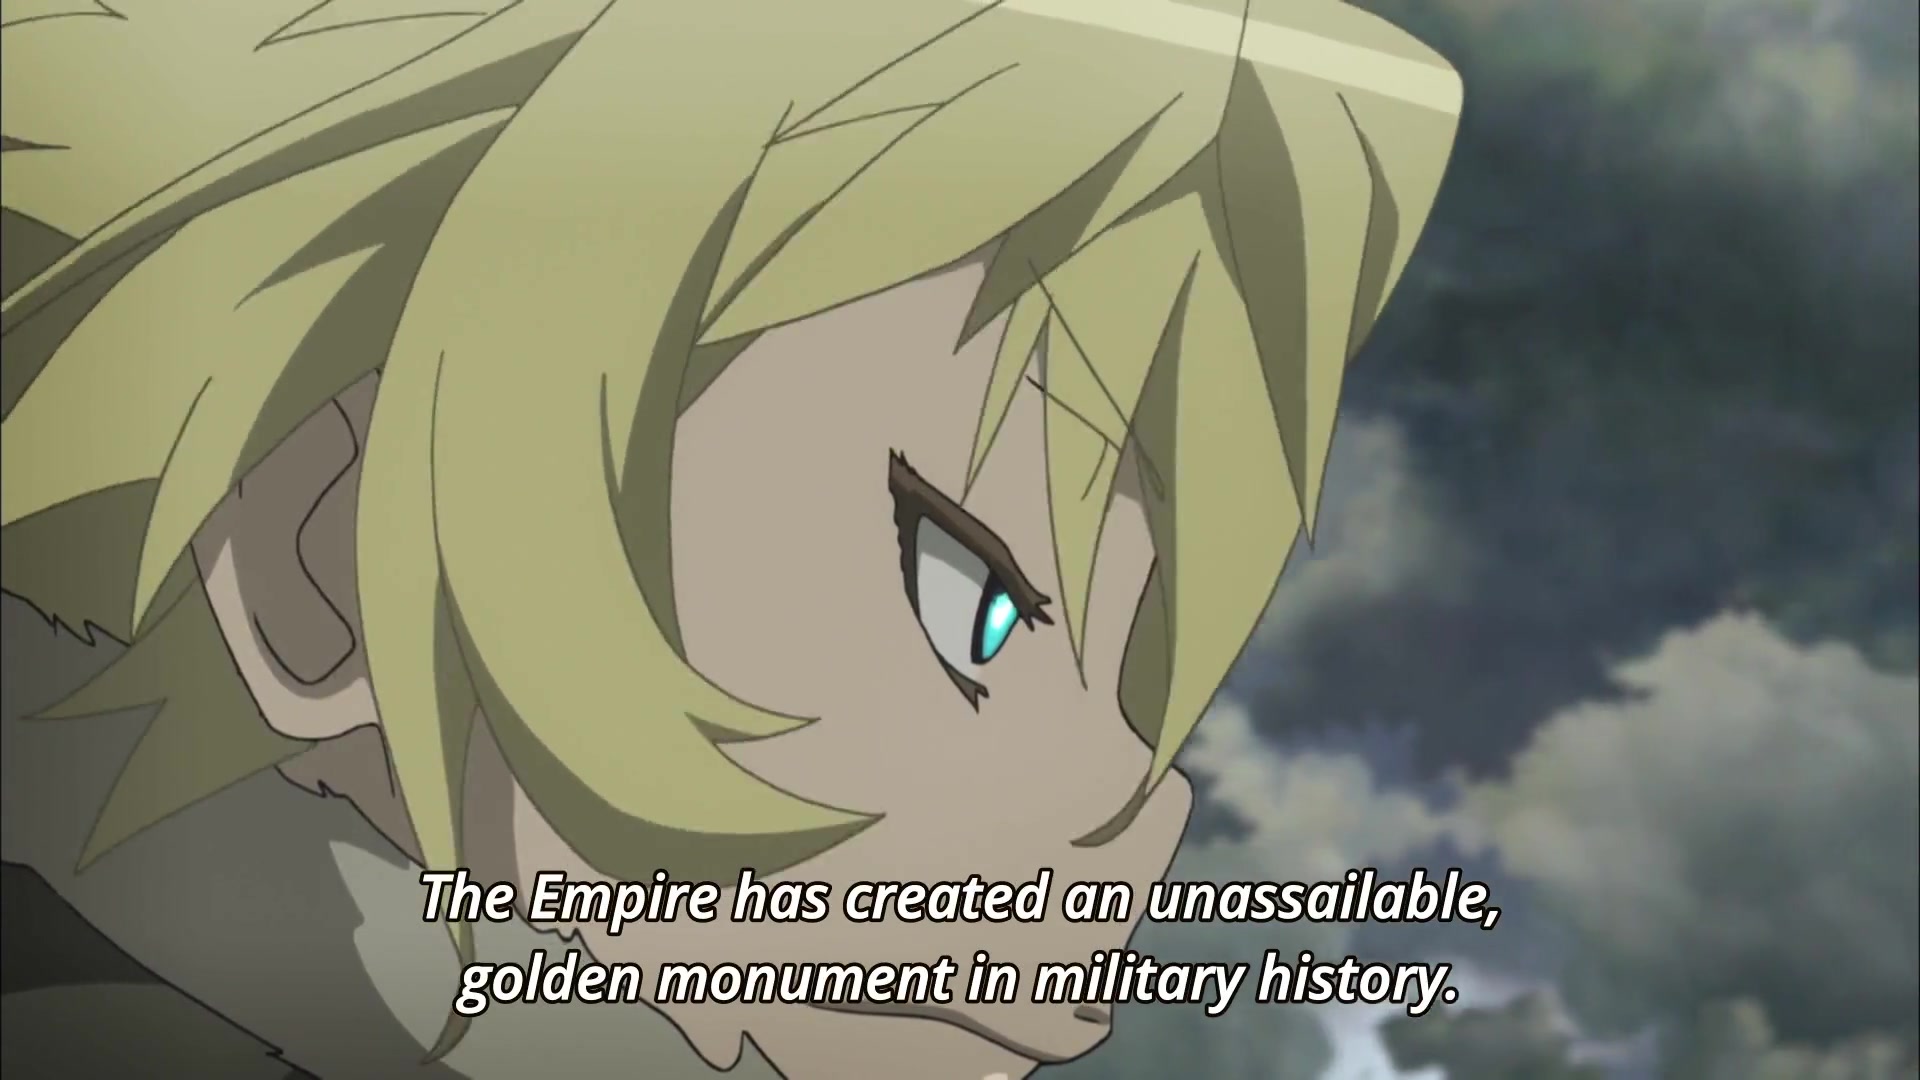 The Empire has created an unassailable,
golden monument in military history.